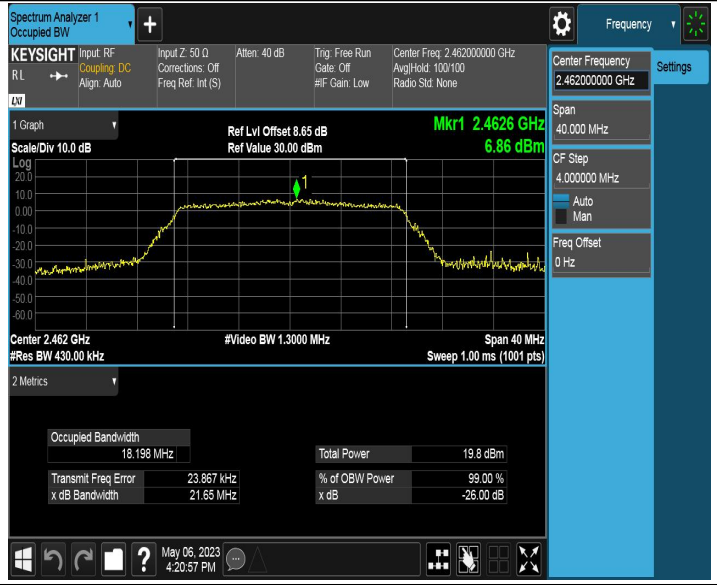 Spectrum Analyzer 1
Occupied BW
Frequency
KEYSIGHT
RL
LXI
Input: RF
Coupling: DC
Align: Auto
Input Z: 50 Ω
Corrections: Off
Freq Ref: Int (S)
Atten: 40 dB
Trig: Free Run
Gate: Off
#IF Gain: Low
Center Freq: 2.462000000 GHz
Avg|Hold: 100/100
Radio Std: None
Center Frequency
2.462000000 GHz
Settings
Span
40.000 MHz
CF Step
4.000000 MHz
Auto
Man
Freq Offset
0 Hz
1 Graph
Scale/Div 10.0 dB
Ref Lvl Offset 8.65 dB
Ref Value 30.00 dBm
Mkr1 2.4626 GHz
6.86 dBm
Log
20.0
10.0
0.00
-10.0
-20.0
-30.0
-40.0
-50.0
-60.0
1
Center 2.462 GHz
#Res BW 430.00 kHz
#Video BW 1.3000 MHz
Span 40 MHz
Sweep 1.00 ms (1001 pts)
2 Metrics
Occupied Bandwidth
18.198 MHz
Total Power 19.8 dBm
Transmit Freq Error 23.867 kHz
% of OBW Power 99.00 %
x dB Bandwidth 21.65 MHz
x dB -26.00 dB
May 06, 2023
4:20:57 PM